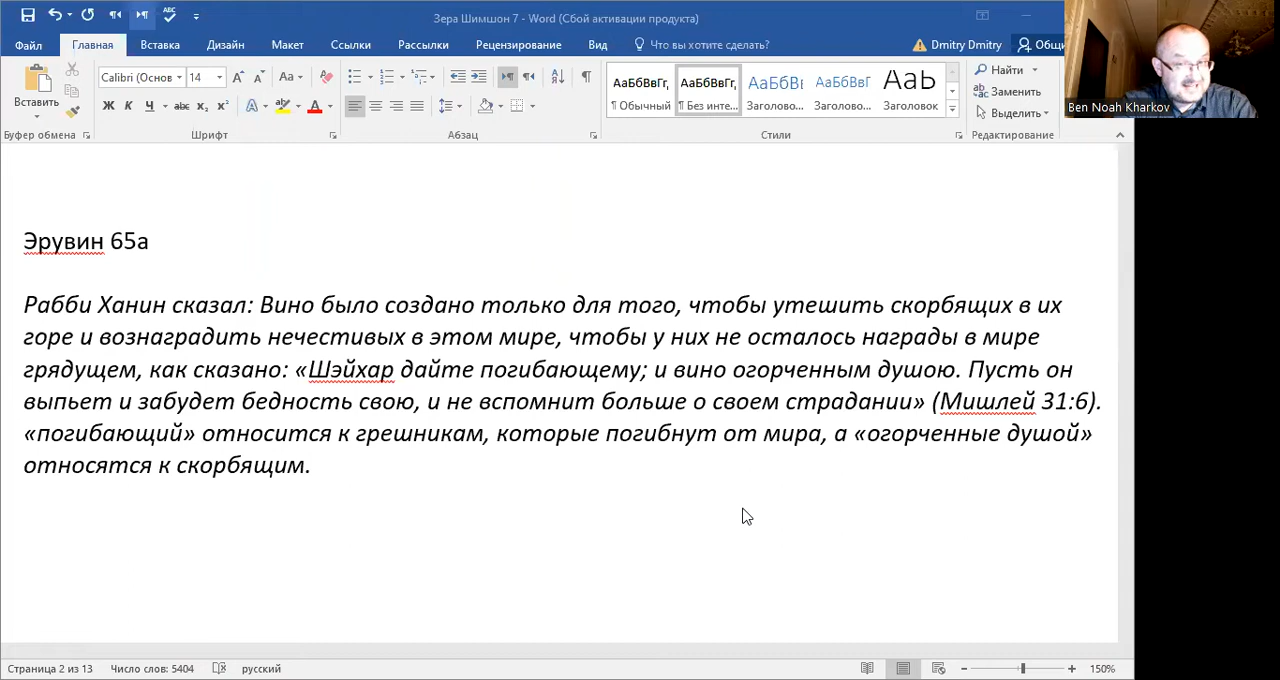 Зера Шимшон 7 - Word (Сбой активации продукта)
Файл
Главная
Вставка
Дизайн
Макет
Ссылки
Рассылки
Рецензирование
Вид
Что вы хотите сделать?
Dmitry Dmitry
Общи
Вставить
Буфер обмена
Calibri (Основ
14
Aa
Ж К Ч abc x₂ x²
Шрифт
Абзац
АаБбВвГг,
АаБбВвГг,
АаБбВı
АаБбВвГ
АаЬ
¶ Обычный
¶ Без инте...
Заголово...
Заголово...
Заголовок
Стили
Найти
Заменить
Выделить
Редактирование
Ben Noah Kharkov
Эрувин 65а
Рабби Ханин сказал: Вино было создано только для того, чтобы утешить скорбящих в их
горе и вознаградить нечестивых в этом мире, чтобы у них не осталось награды в мире
грядущем, как сказано: «Шэйхар дайте погибающему; и вино огорченным душою. Пусть он
выпьет и забудет бедность свою, и не вспомнит больше о своем страдании» (Мишлей 31:6).
«погибающий» относится к грешникам, которые погибнут от мира, а «огорченные душой»
относятся к скорбящим.
Страница 2 из 13
Число слов: 5404
русский
150%